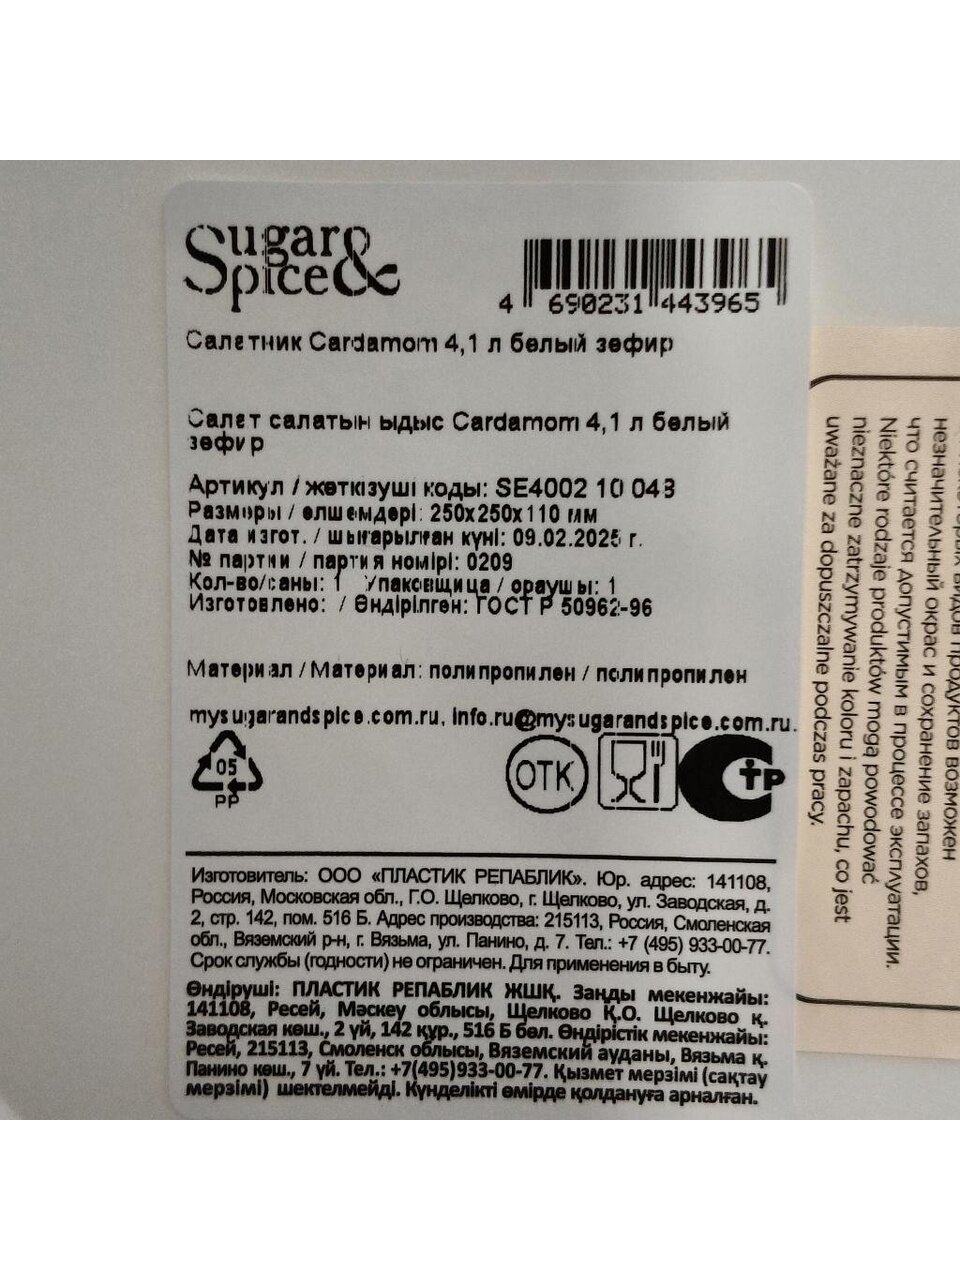 Sugar&
Spice
4 690231 443965
Салатник Cardamom 4,1 л белый зефир
Салат салатын ыдыс Cardamom 4,1 л белый
зефир
Артикул / жеткізуші коды: SE4002 10 043
Размеры / өлшемдері: 250x250x110 мм
Дата изгот. / шығарылған күні: 09.02.2025 г.
№ партии / партия номірі: 0209
Кол-во/саны: 1 Упаковщица / ораушы: 1
Изготовлено: / Өндірілген: ГОСТ Р 50962-96
Материал / Материал: полипропилен / полипропилен
mysugarandspice.com.ru, info.ru@mysugarandspice.com.ru.
05
PP
ОТК
тр
Изготовитель: ООО «ПЛАСТИК РЕПАБЛИК». Юр. адрес: 141108,
Россия, Московская обл., Г.О. Щелково, г. Щелково, ул. Заводская, д.
2, стр. 142, пом. 516 Б. Адрес производства: 215113, Россия, Смоленская
обл., Вяземский р-н, г. Вязьма, ул. Панино, д. 7. Тел.: +7 (495) 933-00-77.
Срок службы (годности) не ограничен. Для применения в быту.
Өндіруші: ПЛАСТИК РЕПАБЛИК ЖШҚ. Заңды мекенжайы:
141108, Ресей, Мәскеу облысы, Щелково Қ.О. Щелково қ.
Заводская көш., 2 үй, 142 құр., 516 Б бөл. Өндірістік мекенжайы:
Ресей, 215113, Смоленск облысы, Вяземский ауданы, Вязьма қ.
Панино көш., 7 үй. Тел.: +7(495)933-00-77. Қызмет мерзімі (сақтау
мерзімі) шектелмейді. Күнделікті өмірде қолдануға арналған.
видов продуктов возможен
незначительный окрас и сохранение запахов,
что считается допустимым в процессе эксплуатации.
Niektóre rodzaje produktów mogą powodować
nieznaczne zatrzymywanie koloru i zapachu, co jest
uważane za dopuszczalne podczas pracy.